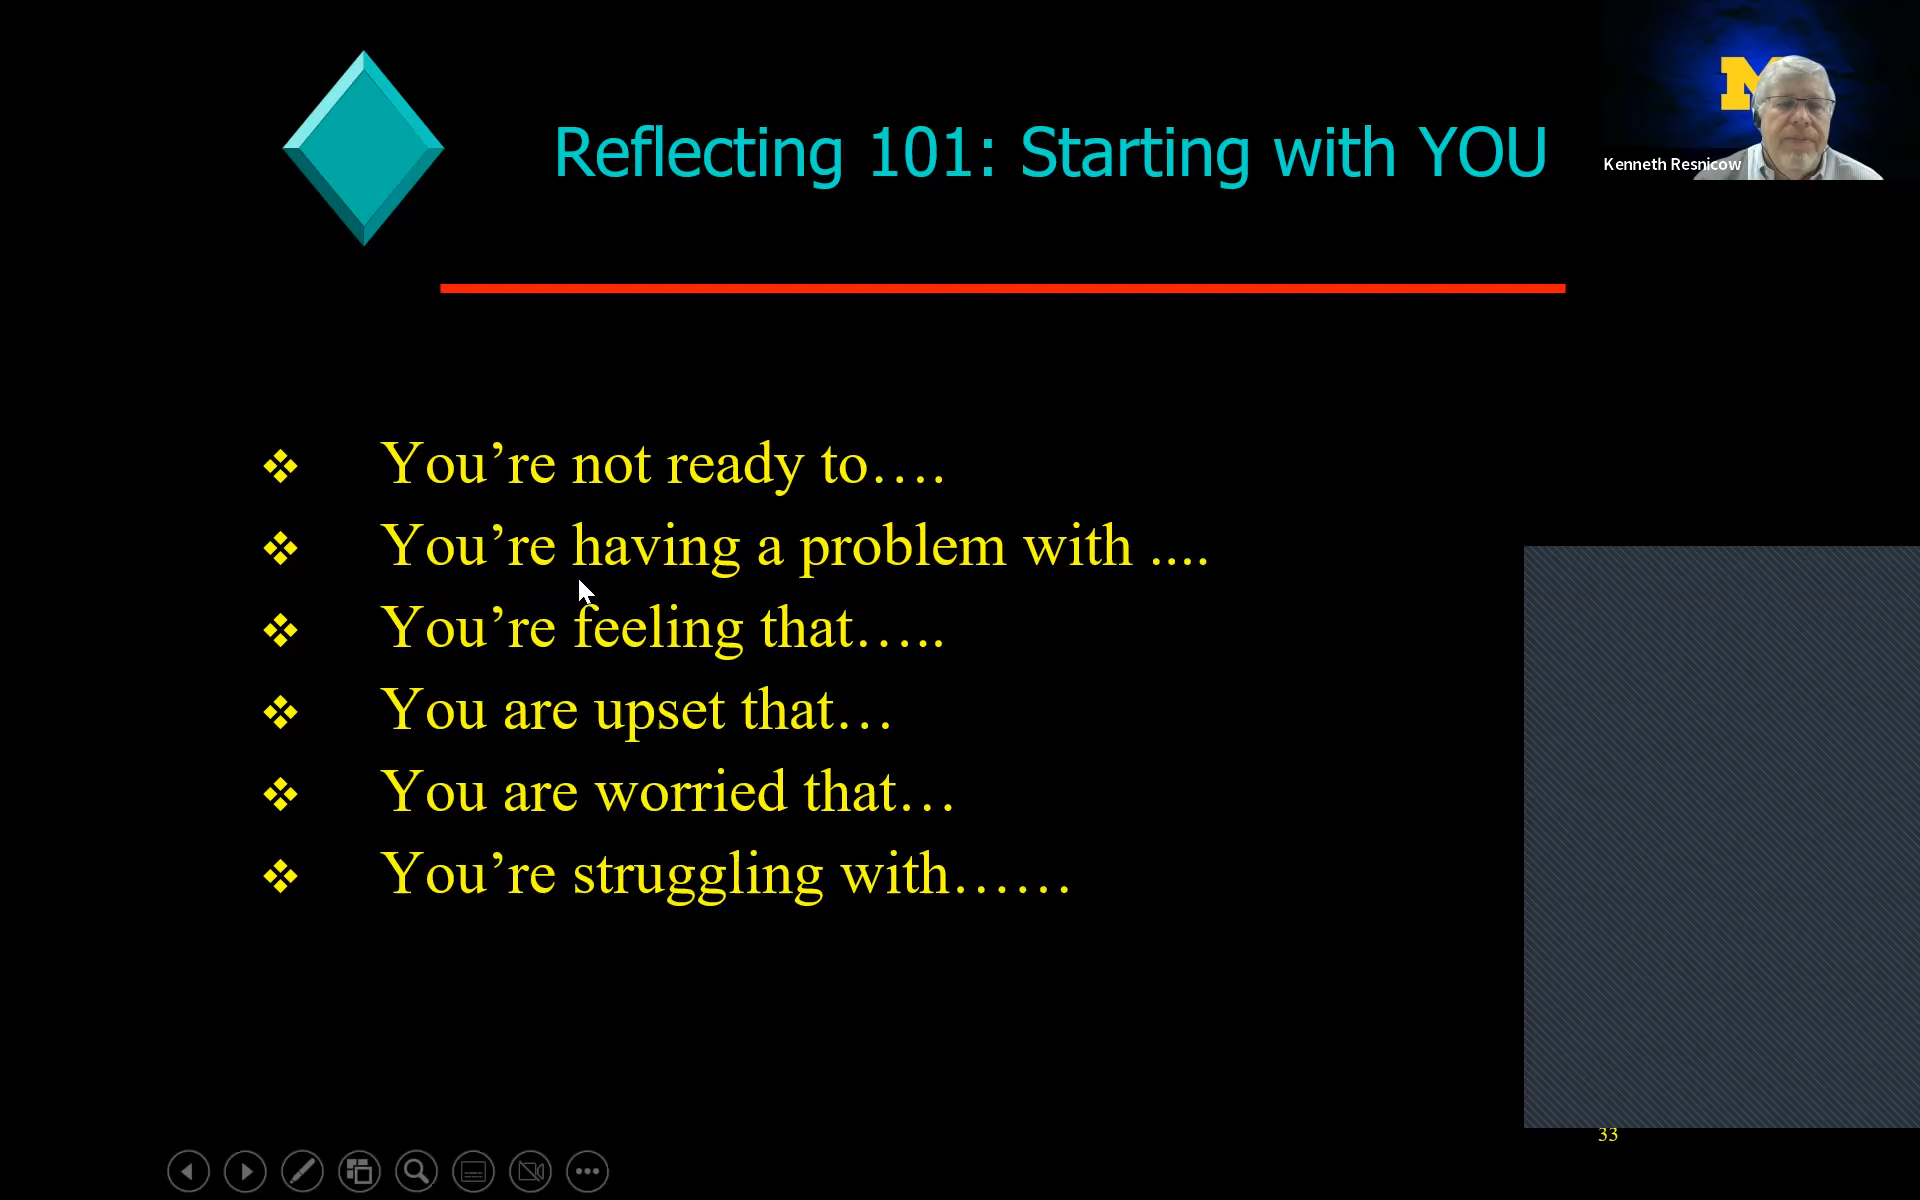 Reflecting 101: Starting with YOU
M
Kenneth Resnicow
❖ You’re not ready to….
❖ You’re having a problem with ....
❖ You’re feeling that…..
❖ You are upset that…
❖ You are worried that…
❖ You’re struggling with……
33